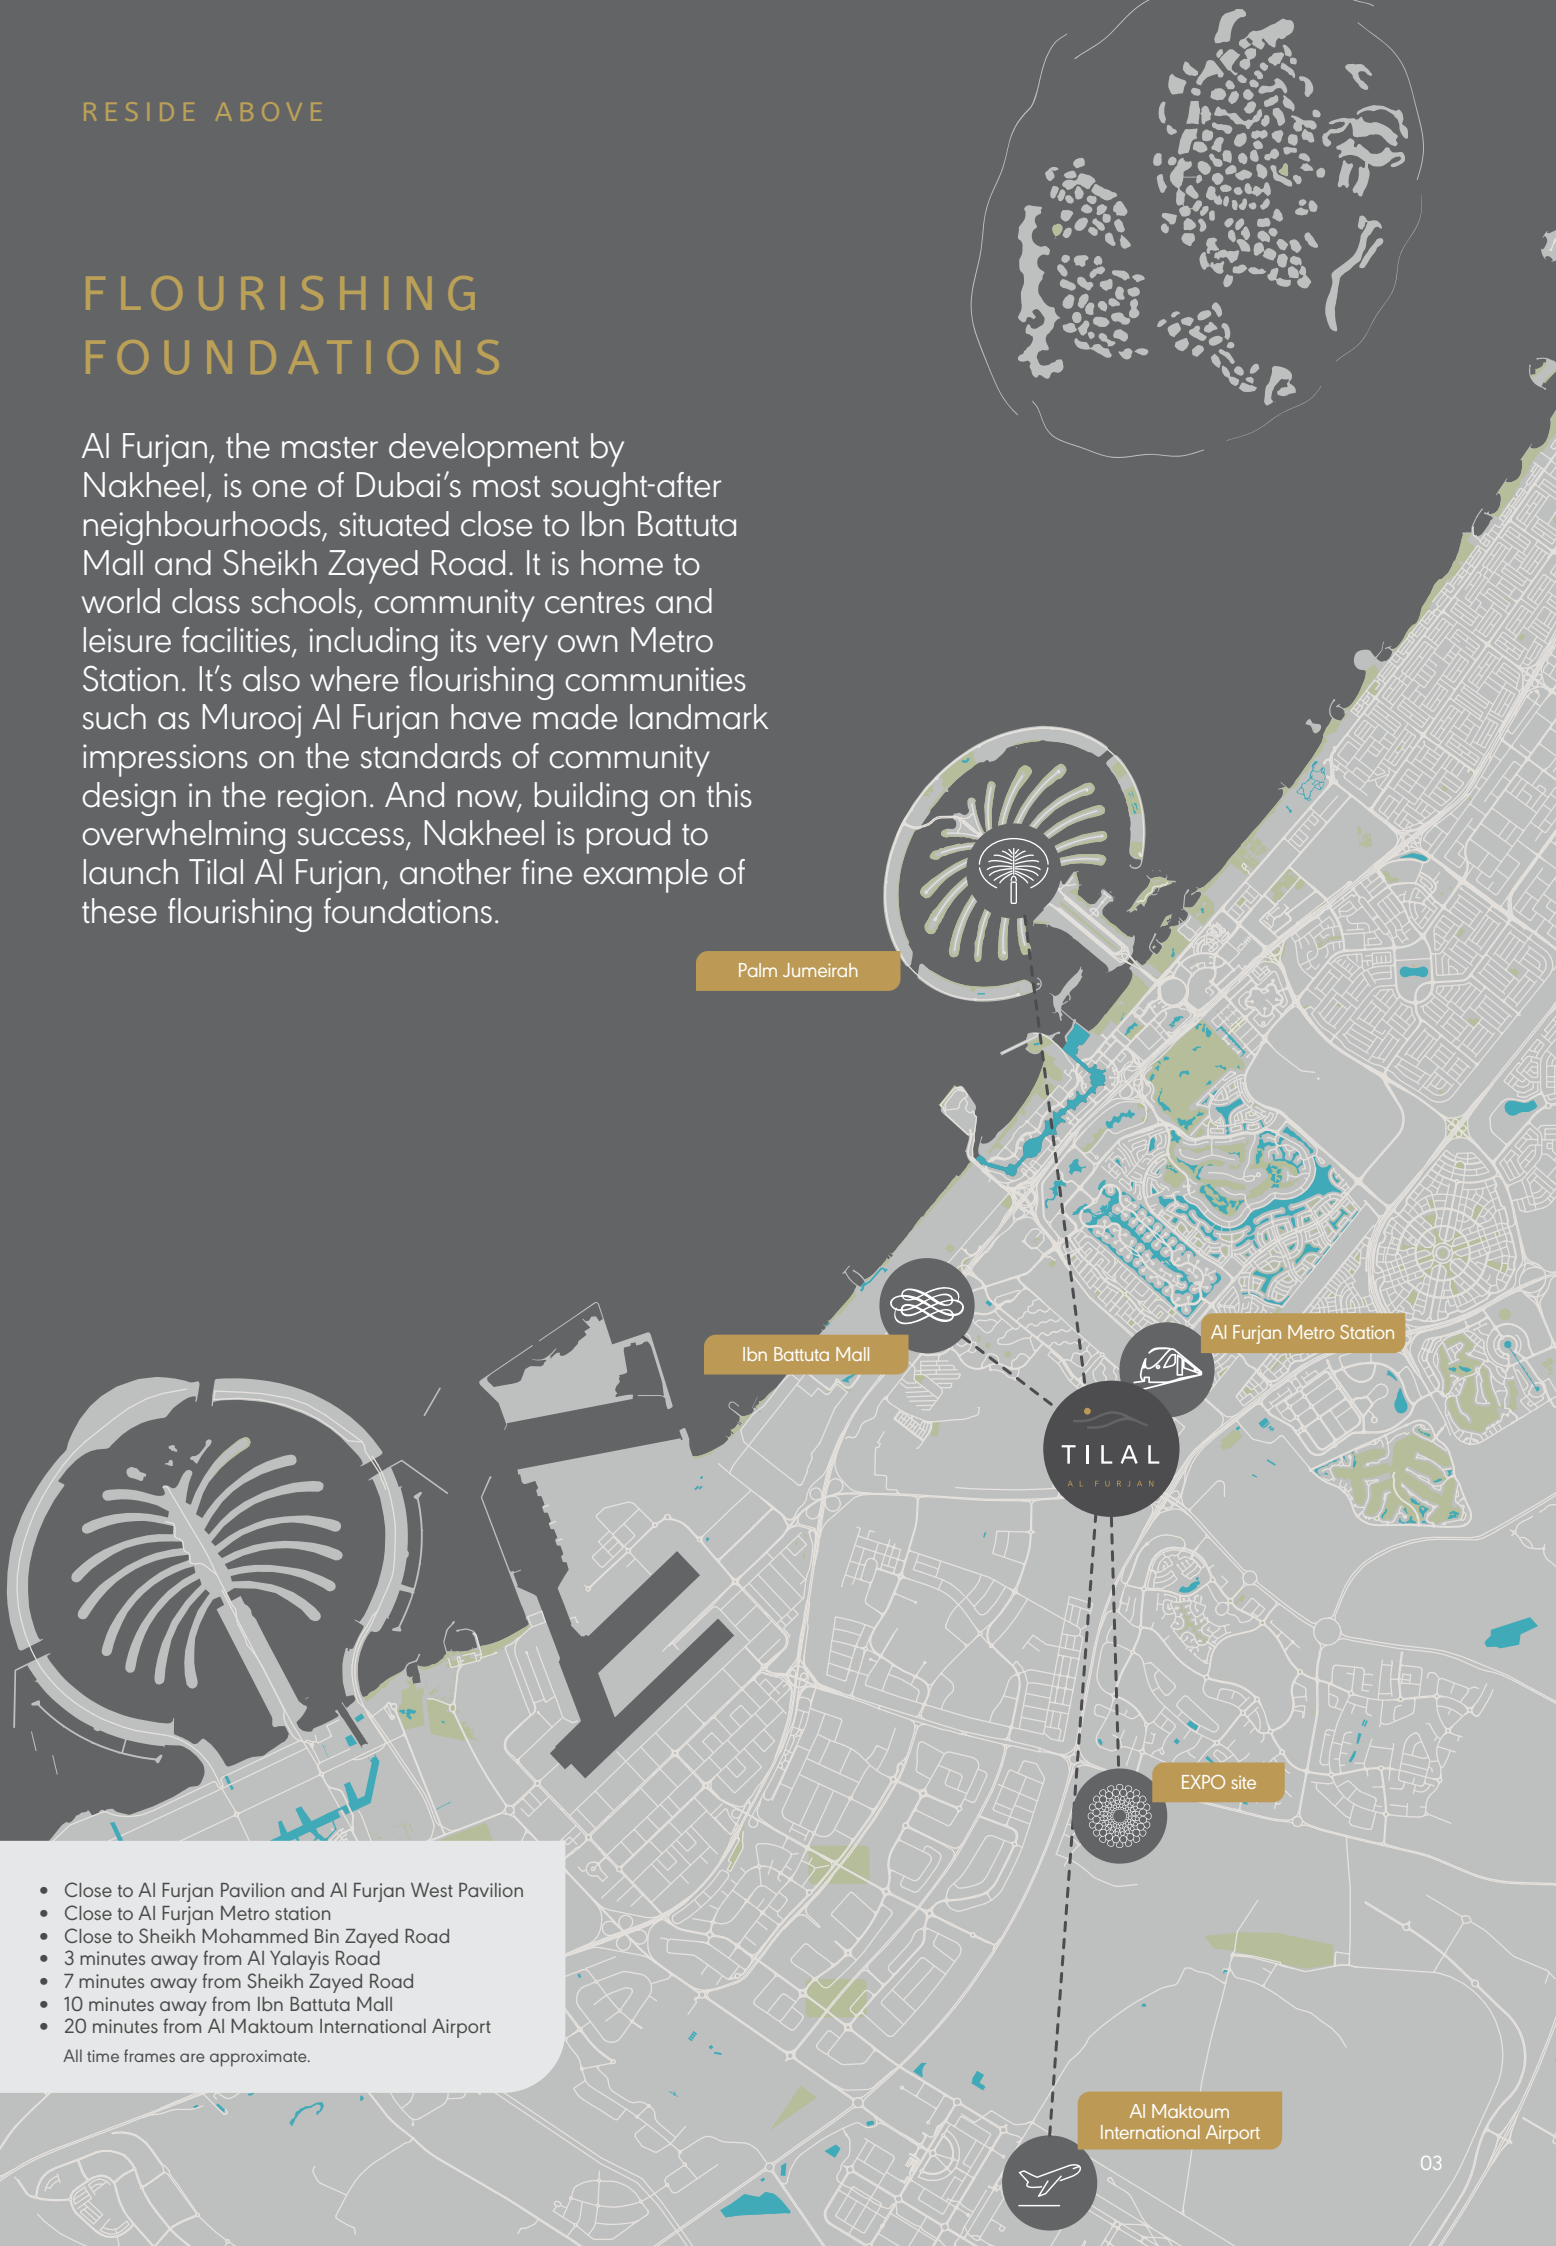 RESIDE ABOVE
FLOURISHING
FOUNDATIONS
Al Furjan, the master development by
Nakheel, is one of Dubai's most sought-after
neighbourhoods, situated close to Ibn Battuta
Mall and Sheikh Zayed Road. It is home to
world class schools, community centres and
leisure facilities, including its very own Metro
Station. It's also where flourishing communities
such as Murooj Al Furjan have made landmark
impressions on the standards of community
design in the region. And now, building on this
overwhelming success, Nakheel is proud to
launch Tilal Al Furjan, another fine example of
these flourishing foundations.
Palm Jumeirah
Al Furjan Metro Station
Ibn Battuta Mall
TILAL
AL FURJAN
EXPO site
• Close to Al Furjan Pavilion and Al Furjan West Pavilion
• Close to Al Furjan Metro station
• Close to Sheikh Mohammed Bin Zayed Road
• 3 minutes away from Al Yalayis Road
• 7 minutes away from Sheikh Zayed Road
• 10 minutes away from Ibn Battuta Mall
• 20 minutes from Al Maktoum International Airport
All time frames are approximate.
Al Maktoum
International Airport
03